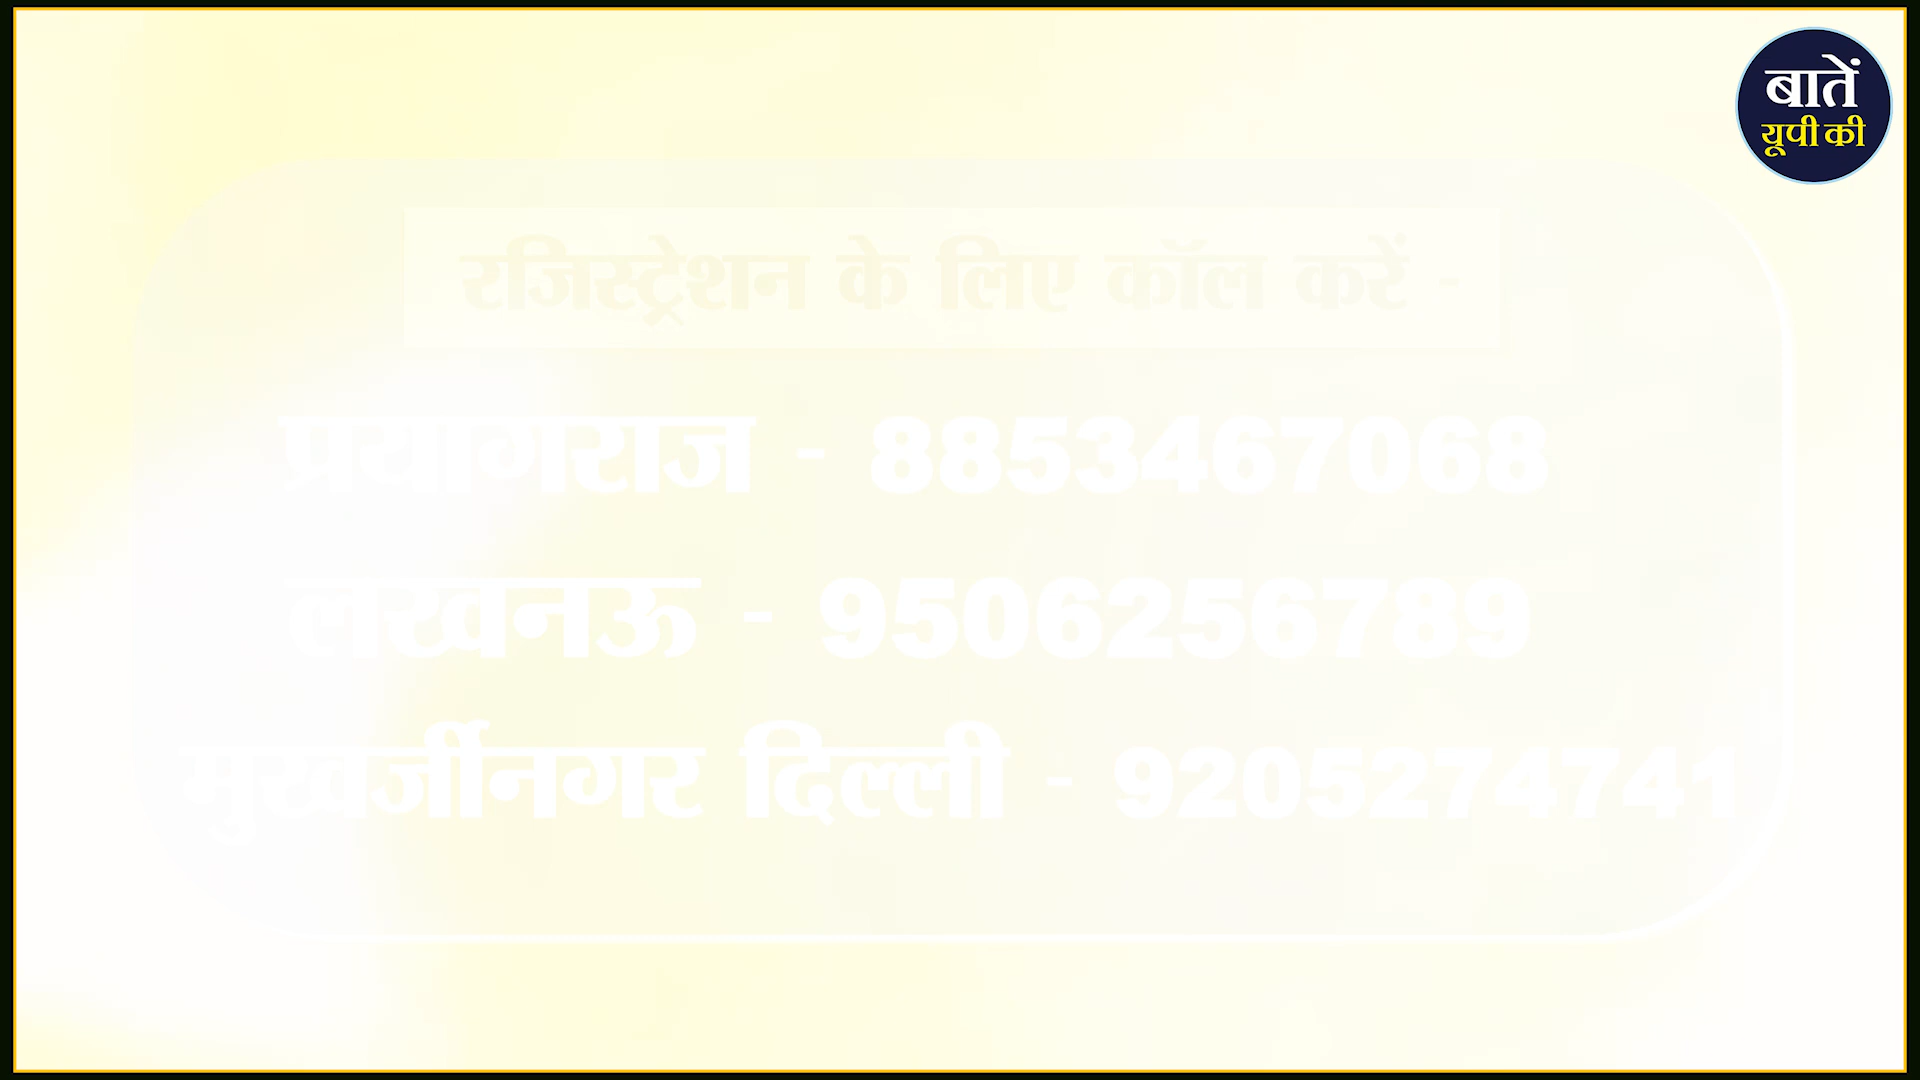 बातें
यूपी की
रजिस्ट्रेशन के लिए कॉल करें -
प्रयागराज - 8853467068
लखनऊ - 9506256789
मुखर्जीनगर दिल्ली - 9205274741